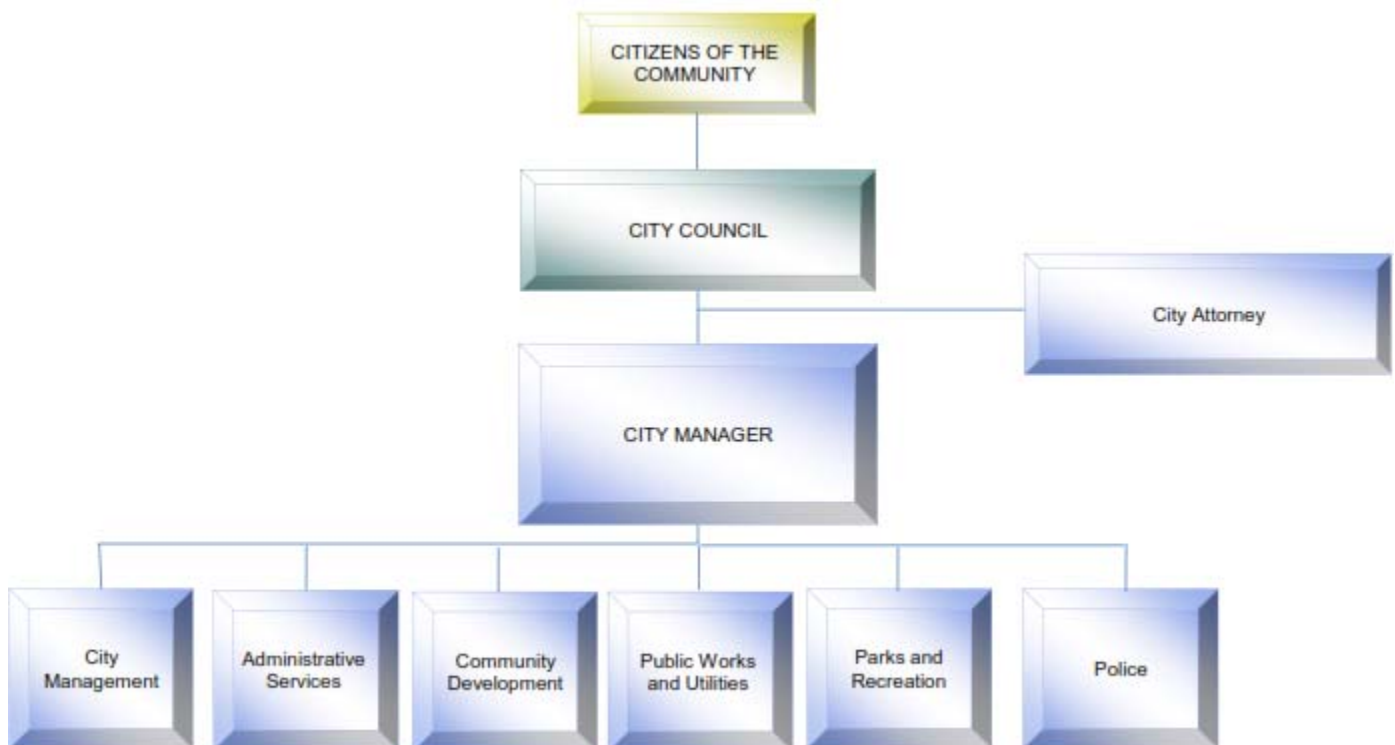 CITIZENS OF THE
COMMUNITY
CITY COUNCIL
City Attorney
CITY MANAGER
City
Management
Administrative
Services
Community
Development
Public Works
and Utilities
Parks and
Recreation
Police